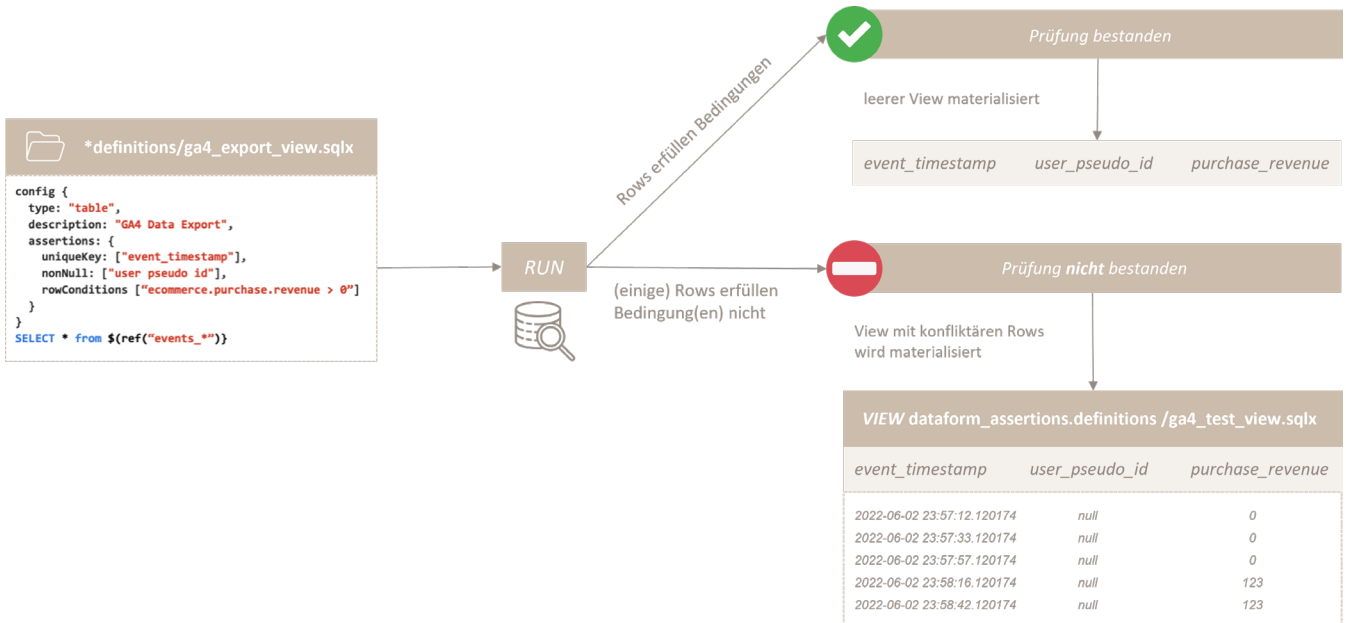 *definitions/ga4_export_view.sqlx
config {
type: "table",
description: "GA4 Data Export",
assertions: {
uniqueKey: ["event_timestamp"],
nonNull: ["user pseudo id"],
rowConditions [“ecommerce.purchase.revenue > 0”]
}
}
SELECT * from $(ref(“events_*”)}
RUN
Rows erfüllen Bedingungen
(einige) Rows erfüllen
Bedingung(en) nicht
Prüfung bestanden
leerer View materialisiert
event_timestamp user_pseudo_id purchase_revenue
Prüfung nicht bestanden
View mit konfliktären Rows
wird materialisiert
VIEW dataform_assertions.definitions /ga4_test_view.sqlx
event_timestamp user_pseudo_id purchase_revenue
2022-06-02 23:57:12.120174 null 0
2022-06-02 23:57:33.120174 null 0
2022-06-02 23:57:57.120174 null 0
2022-06-02 23:58:16.120174 null 123
2022-06-02 23:58:42.120174 null 123